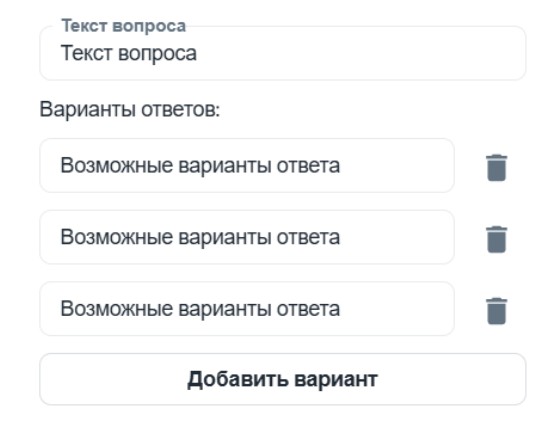 Текст вопроса
Текст вопроса
Варианты ответов:
Возможные варианты ответа
Возможные варианты ответа
Возможные варианты ответа
Добавить вариант